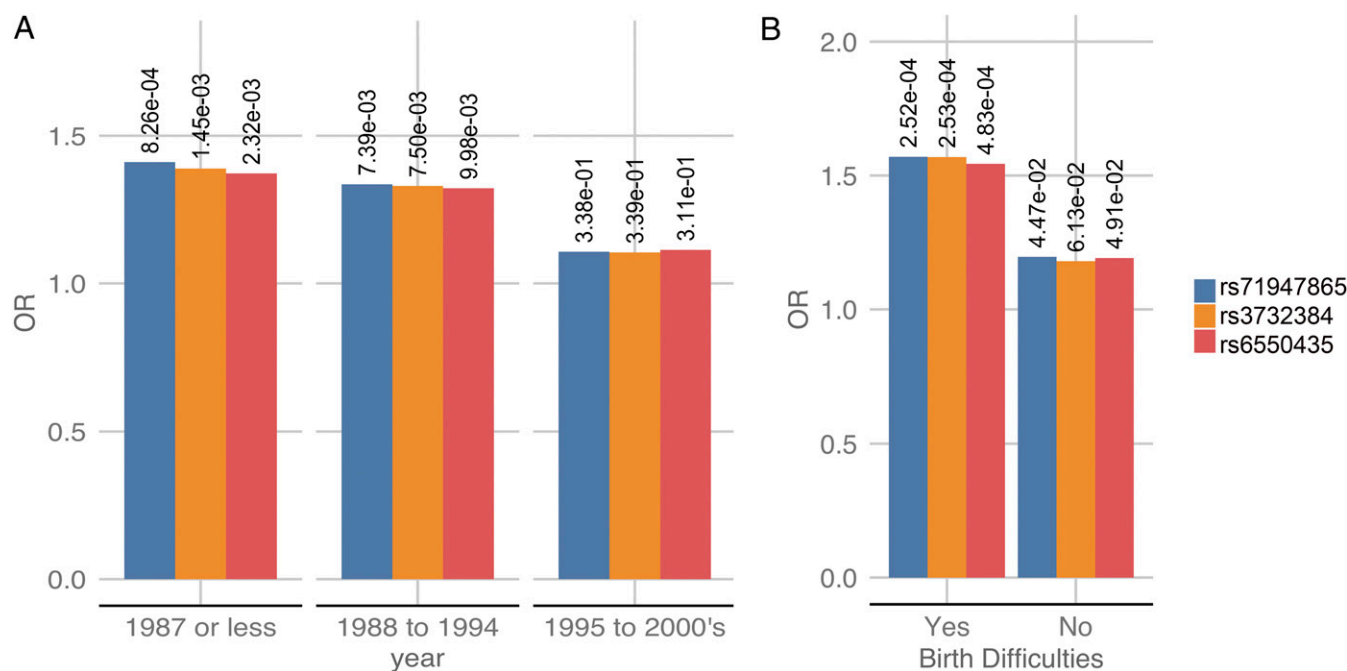 A
OR
1.5
1.0
0.5
0.0
8.26e-04
1.45e-03
2.32e-03
7.39e-03
7.50e-03
9.98e-03
3.38e-01
3.39e-01
3.11e-01
1987 or less
1988 to 1994
1995 to 2000's
year
B
OR
2.0
1.5
1.0
0.5
0.0
2.52e-04
2.53e-04
4.83e-04
4.47e-02
6.13e-02
4.91e-02
Yes
No
Birth Difficulties
rs71947865
rs3732384
rs6550435